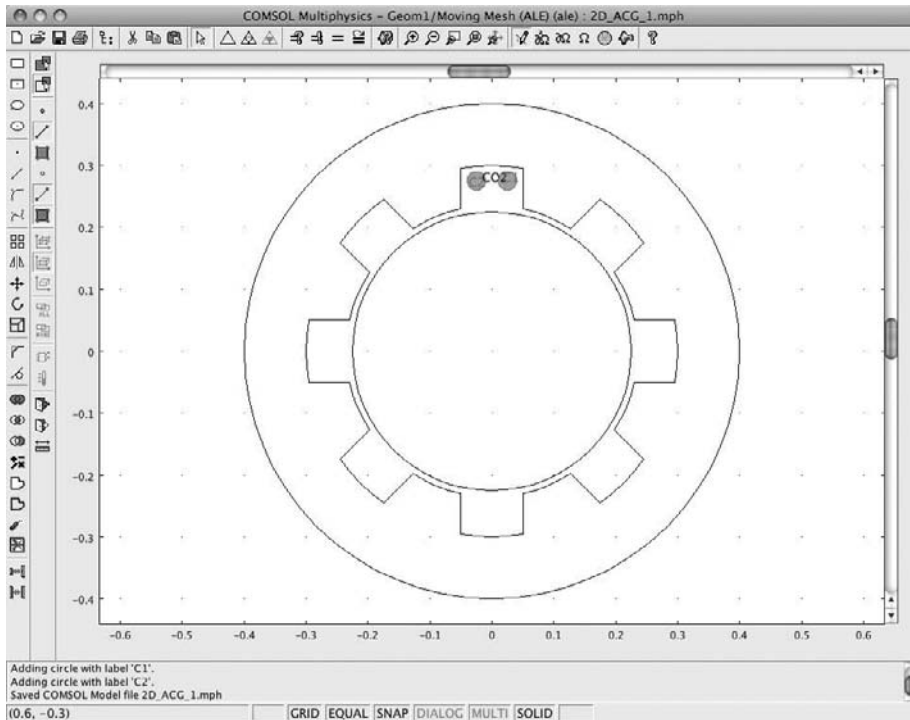 COMSOL Multiphysics – Geom1/Moving Mesh (ALE) (ale) : 2D_ACG_1.mph
0.4
0.3
CO2
0.2
0.1
0
-0.1
-0.2
-0.3
-0.4
-0.6 -0.5 -0.4 -0.3 -0.2 -0.1 0 0.1 0.2 0.3 0.4 0.5 0.6
Adding circle with label 'C1'.
Adding circle with label 'C2'.
Saved COMSOL Model file 2D_ACG_1.mph
(0.6, -0.3) GRID EQUAL SNAP DIALOG MULTI SOLID